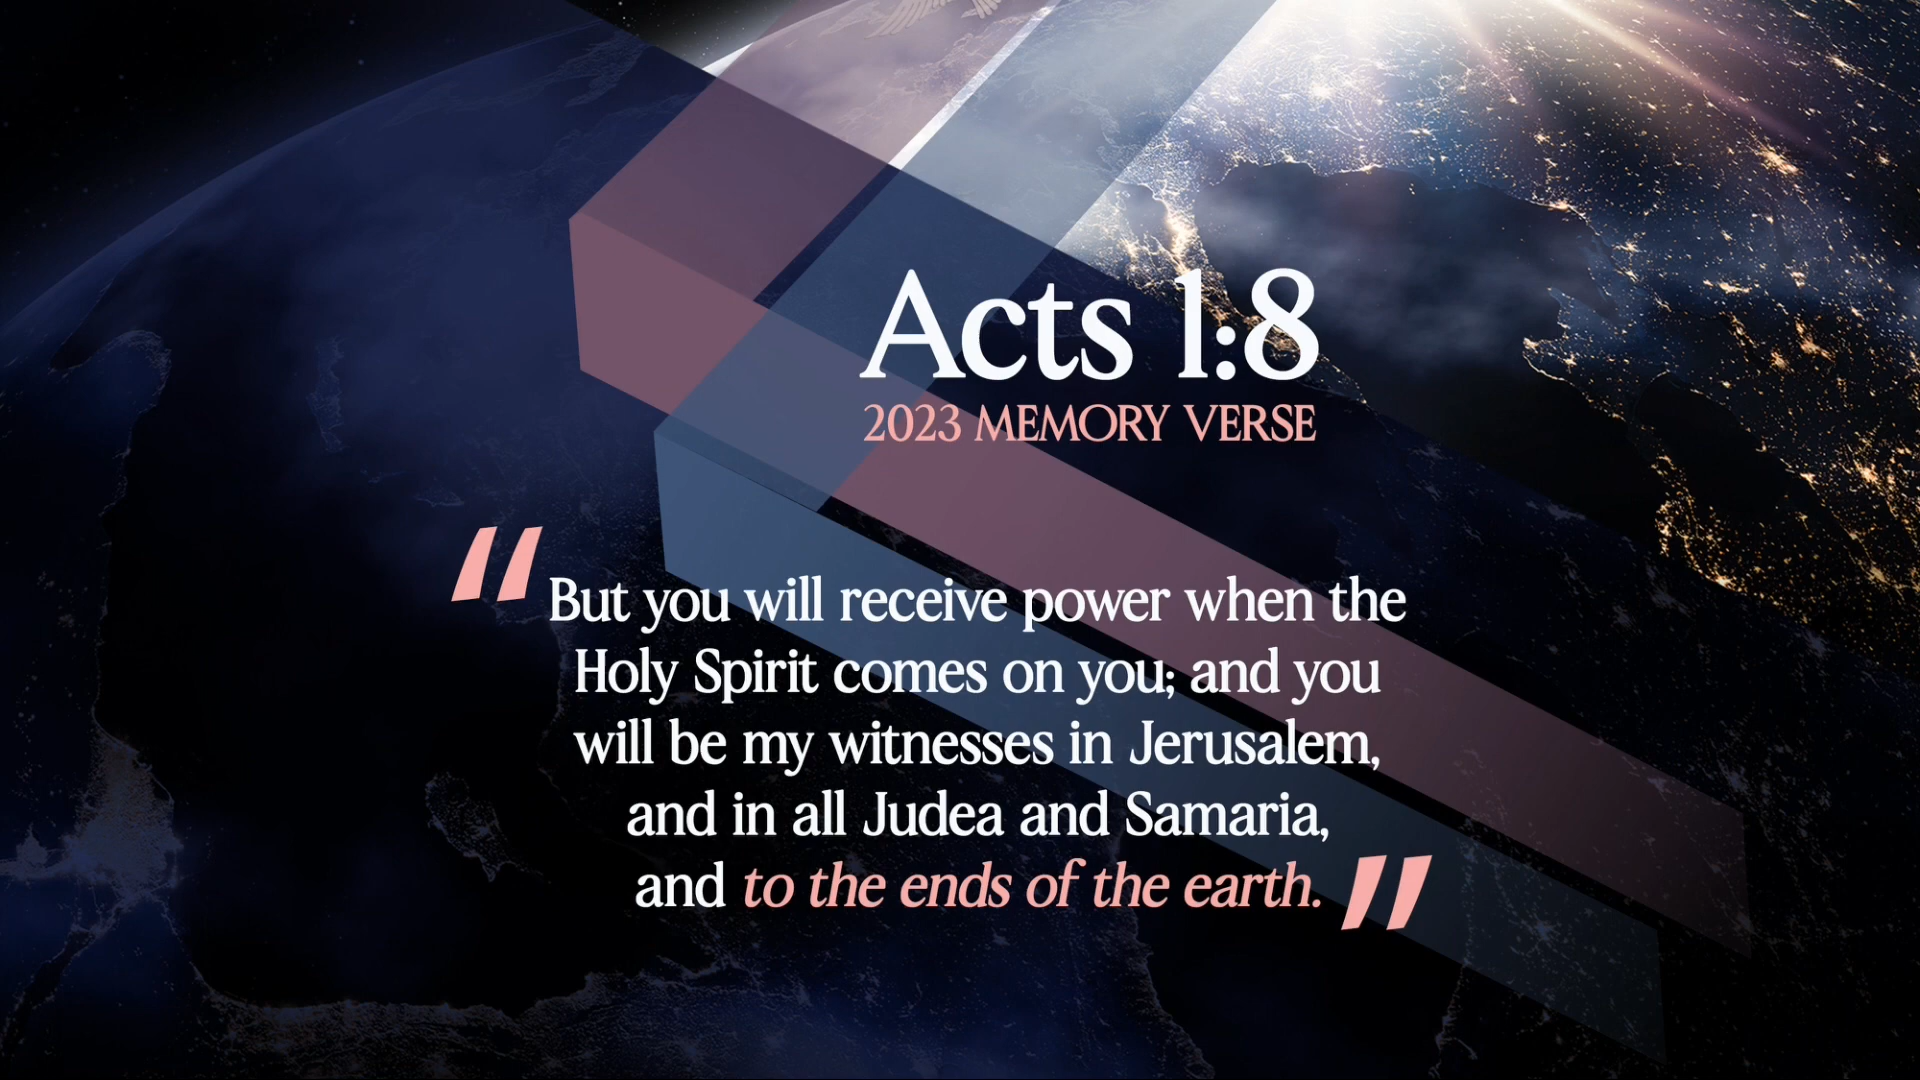 Acts 1:8
2023 MEMORY VERSE
"But you will receive power when the
Holy Spirit comes on you; and you
will be my witnesses in Jerusalem,
and in all Judea and Samaria,
and to the ends of the earth."